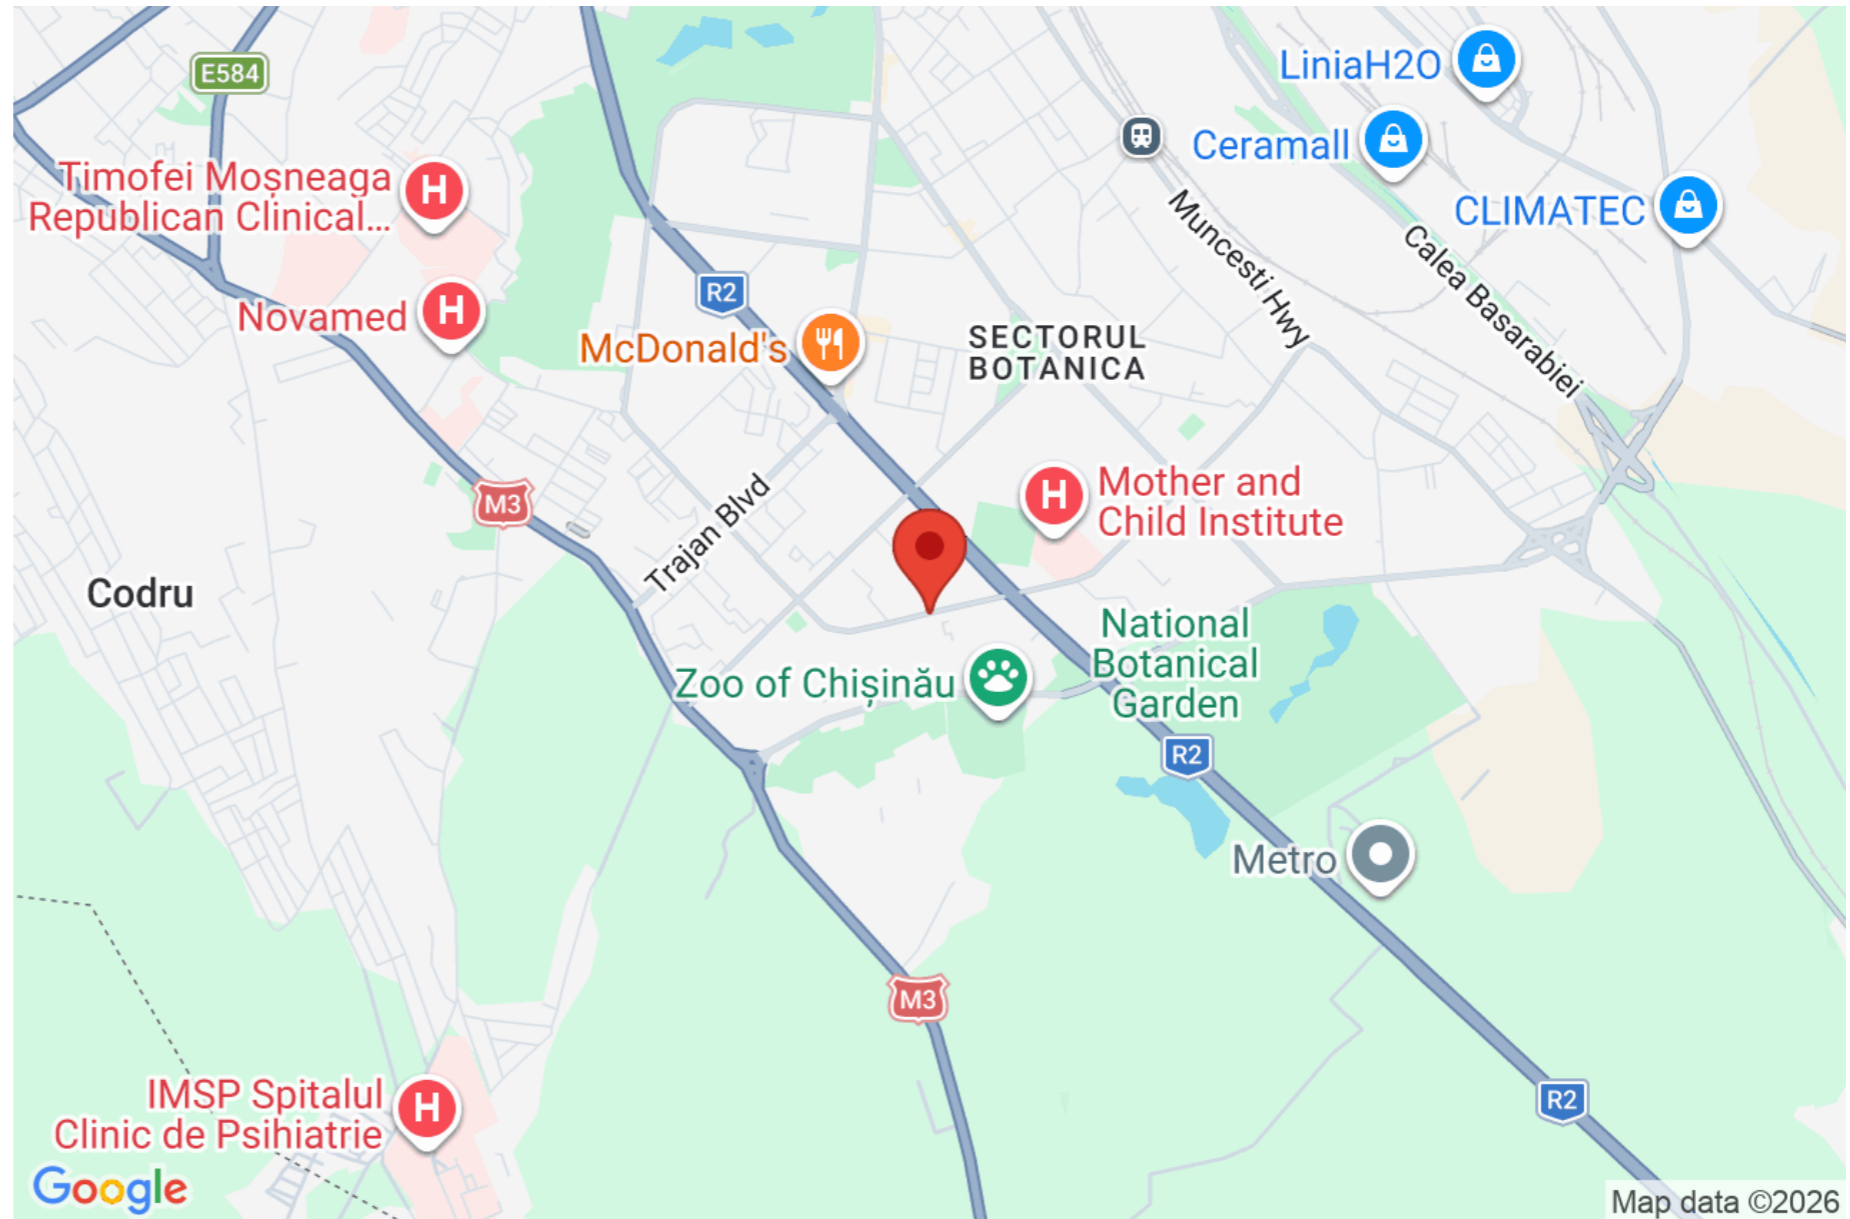 E584
LiniaH2O
Ceramall
Timofei Moșneaga
Republican Clinical...
CLIMATEC
Muncesti Hwy
Calea Basarabiei
R2
Novamed
McDonald's
SECTORUL
BOTANICA
M3
Trajan Blvd
H
Mother and
Child Institute
Codru
National
Botanical
Garden
Zoo of Chișinău
R2
Metro
M3
R2
IMSP Spitalul
Clinic de Psihiatrie
H
H
H
Google
Map data ©2026